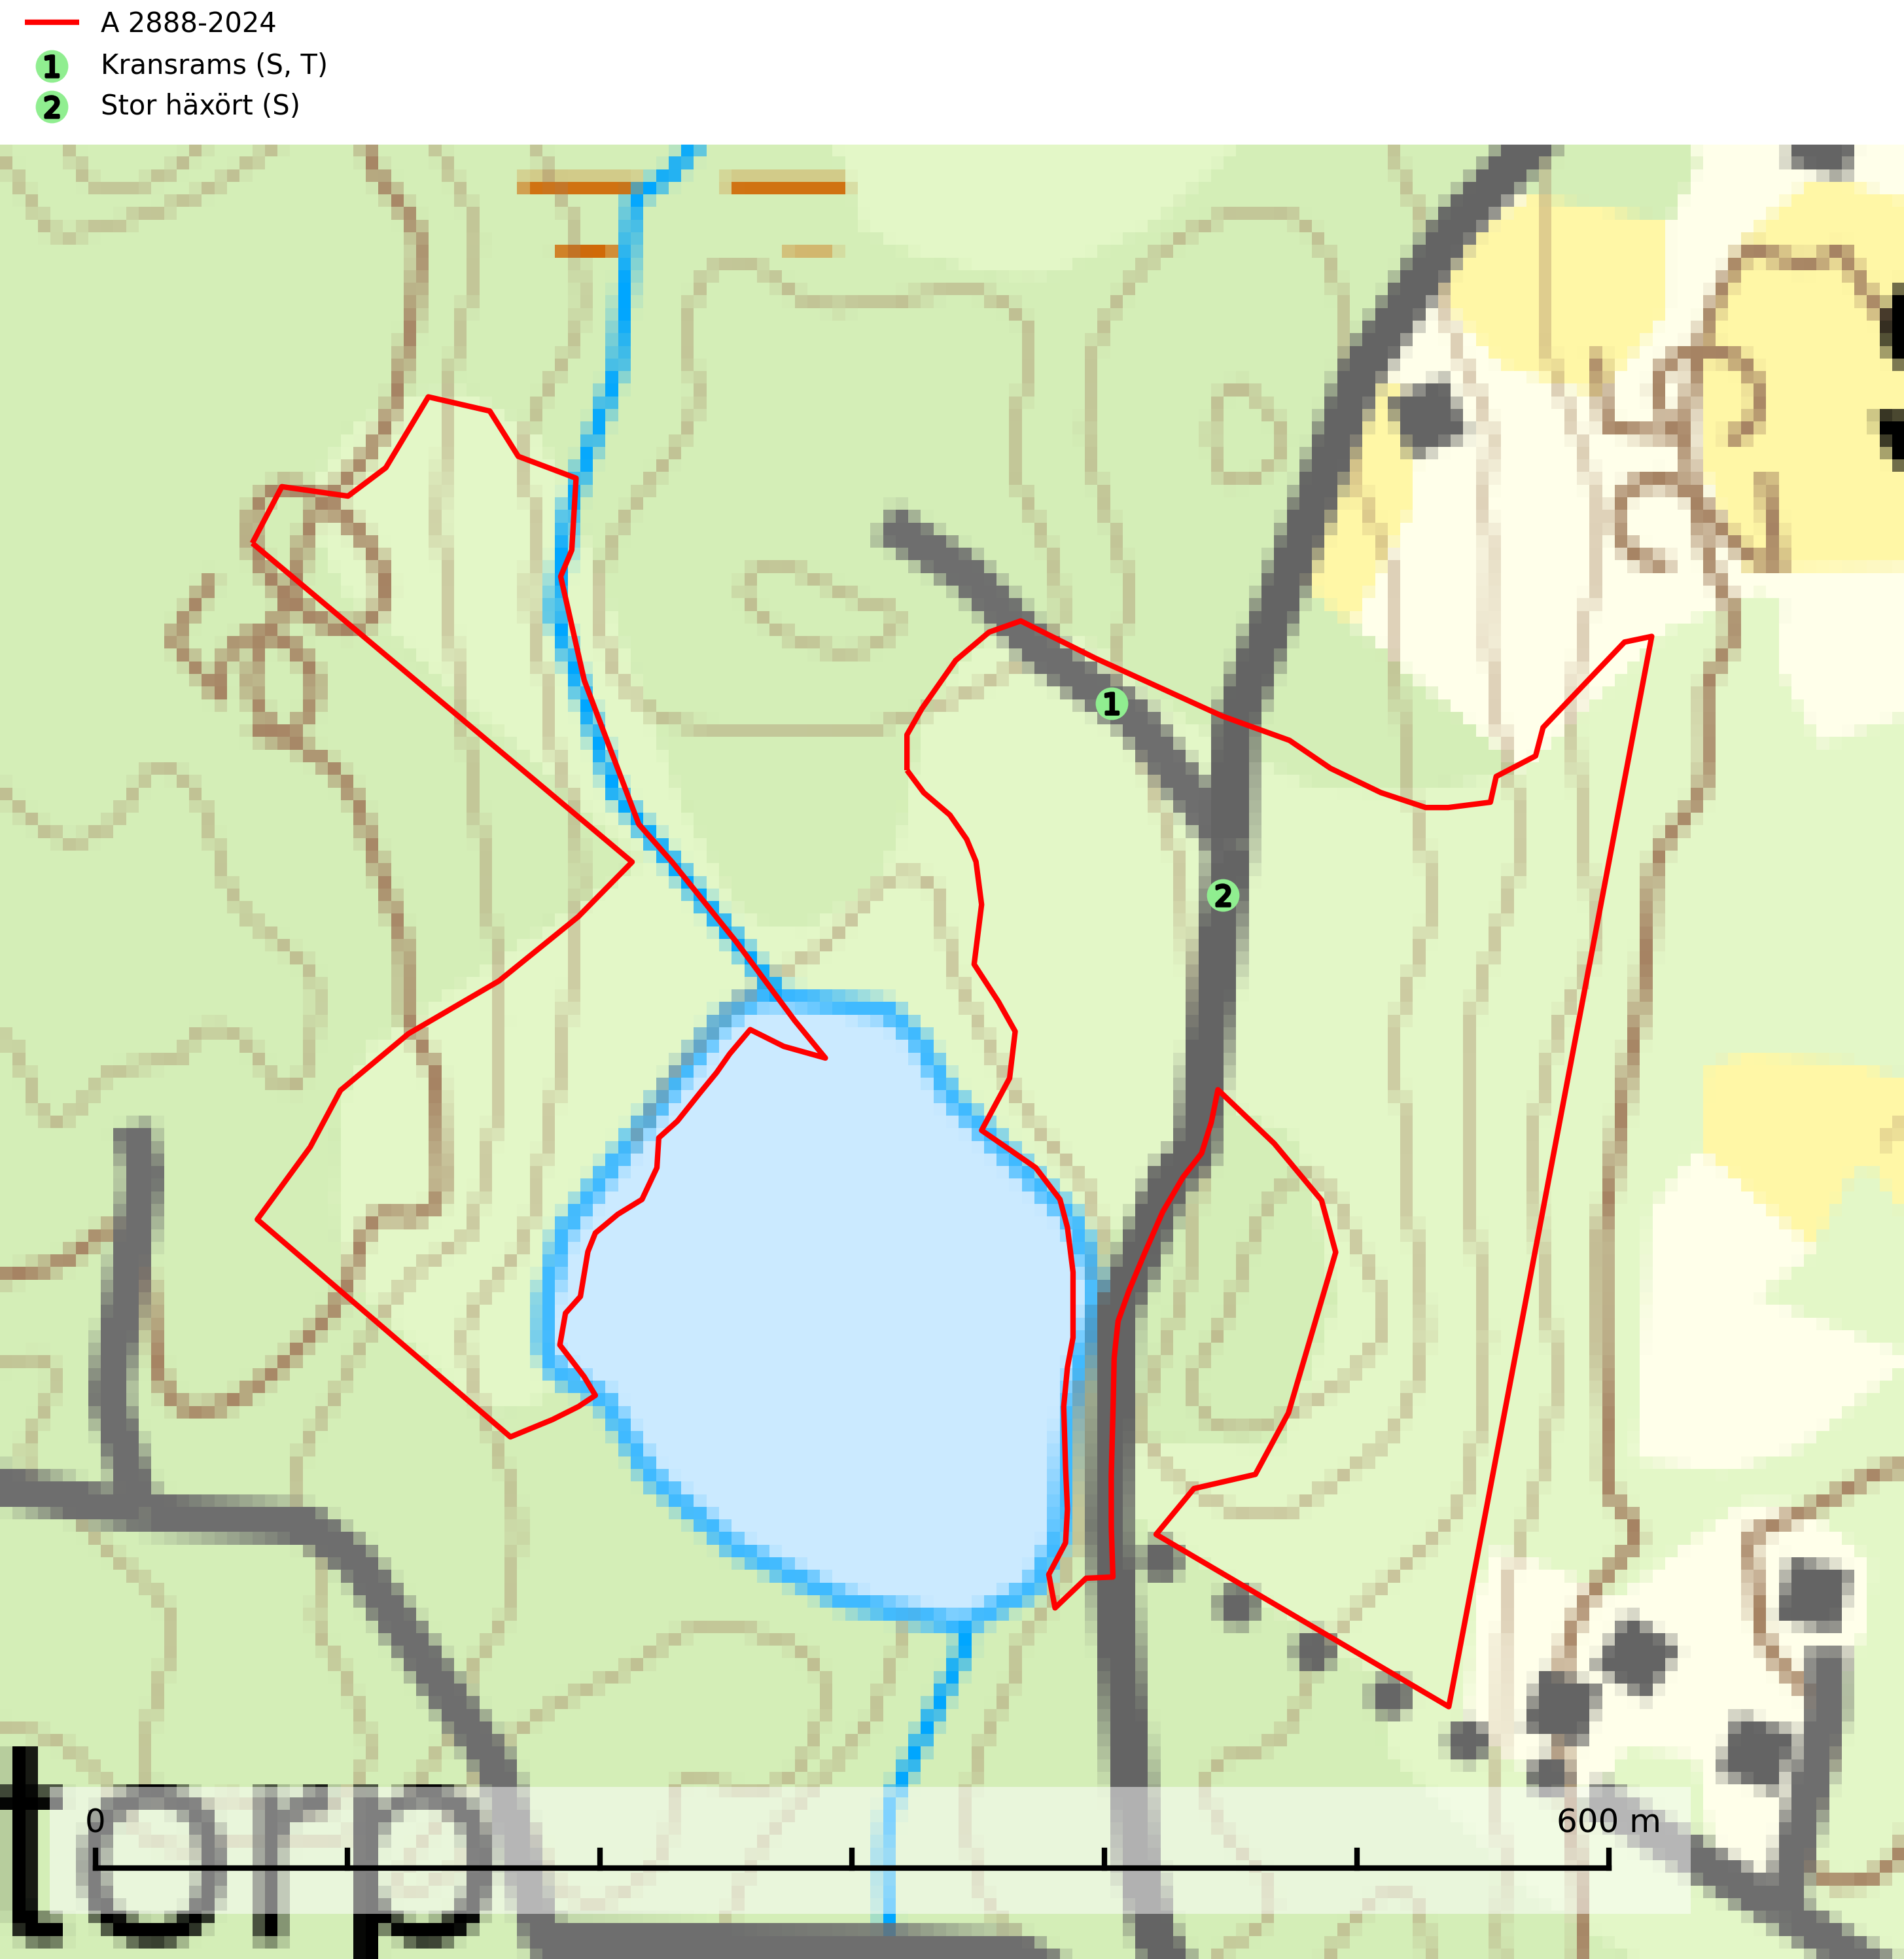 A 2888-2024
1 Kransrams (S, T)
2 Stor häxört (S)
1
2
torp
0 600 m